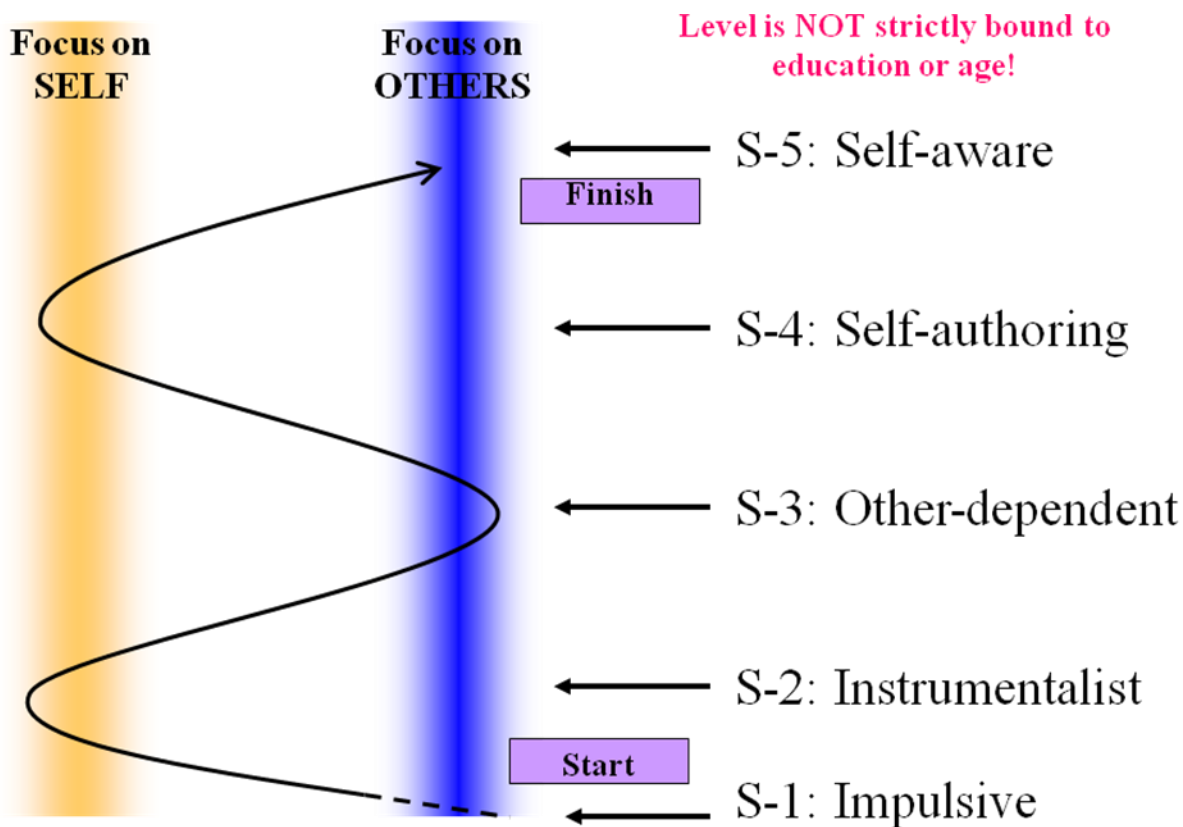 Focus on
SELF
Focus on
OTHERS
Level is NOT strictly bound to
education or age!
S-5: Self-aware
Finish
S-4: Self-authoring
S-3: Other-dependent
S-2: Instrumentalist
Start
S-1: Impulsive